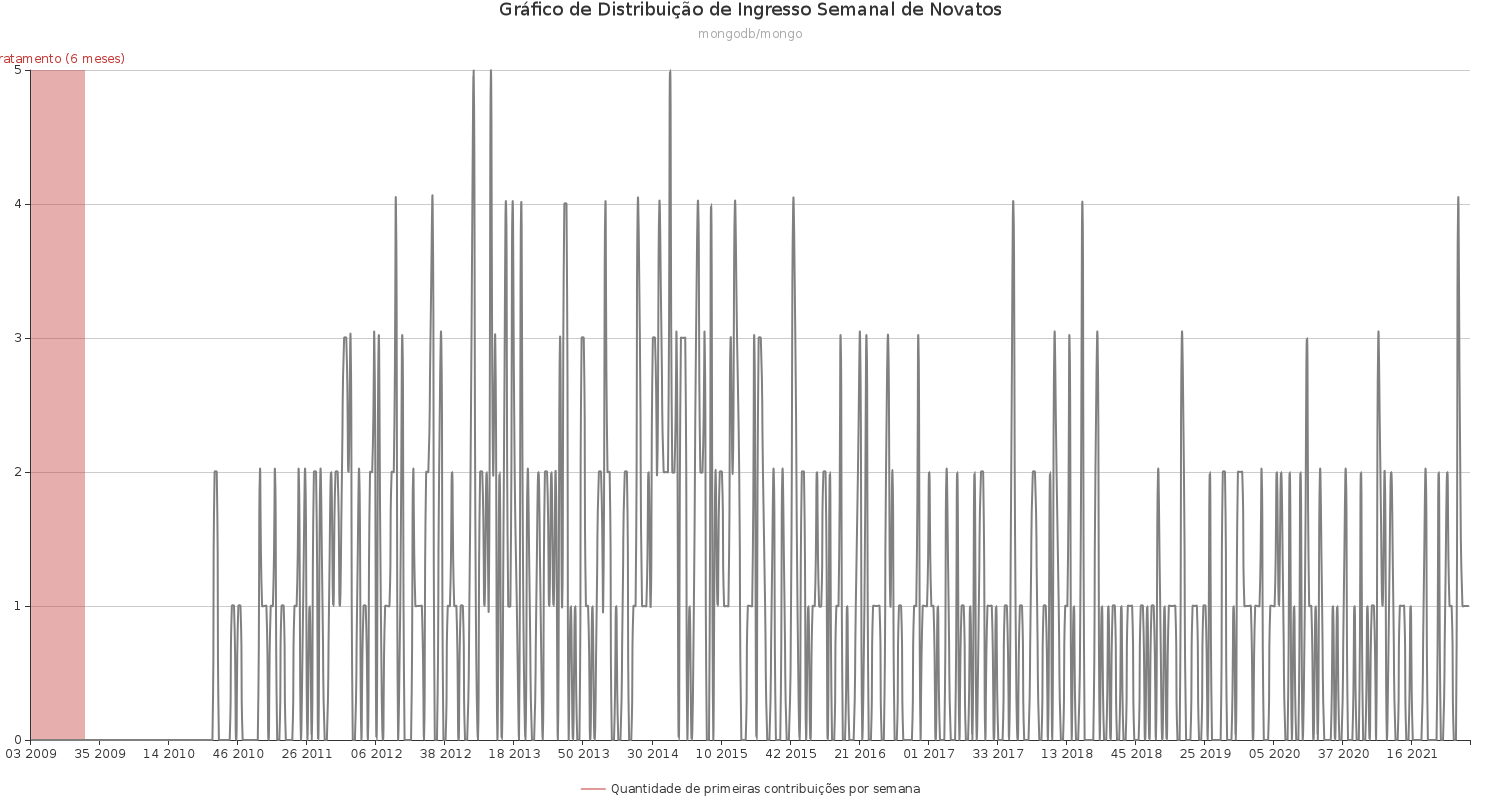 Gráfico de Distribuição de Ingresso Semanal de Novatos
mongodb/mongo
ratamento (6 meses)
5
4
3
2
1
0
03 2009 35 2009 14 2010 46 2010 26 2011 06 2012 38 2012 18 2013 50 2013 30 2014 10 2015 42 2015 21 2016 01 2017 33 2017 13 2018 45 2018 25 2019 05 2020 37 2020 16 2021
Quantidade de primeiras contribuições por semana